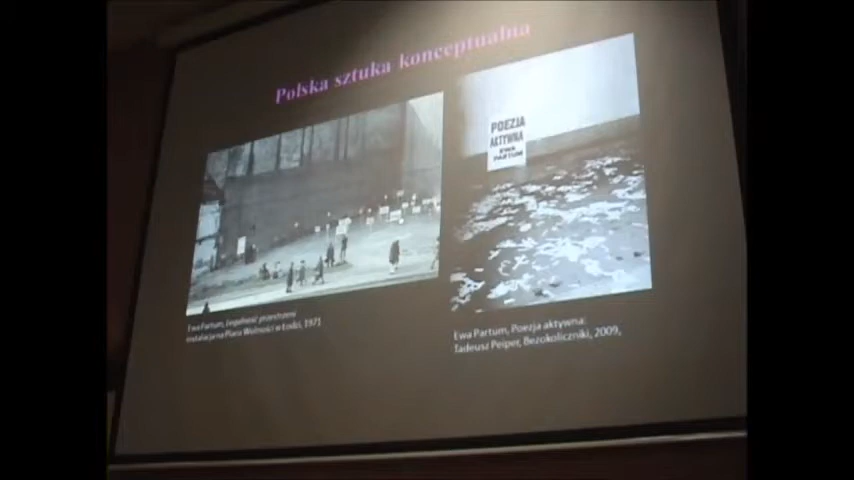 Polska sztuka konceptualna
POEZJA
AKTYWNA
EWA
PARTUM
Ewa Partum, Legalność przestrzeni
instalacja na Placu Wolności w Łodzi, 1971
Ewa Partum, Poezja aktywna:
Tadeusz Peiper, Bezokoliczniki, 2009,